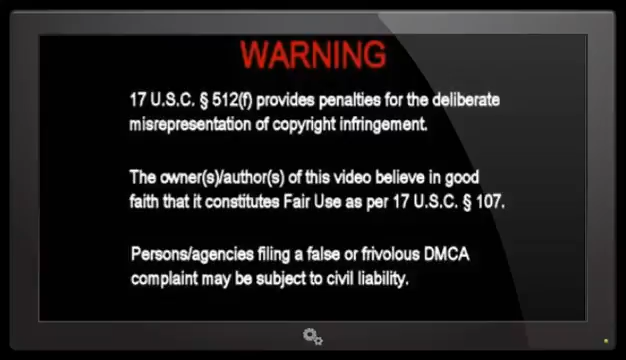 WARNING
17 U.S.C. § 512(f) provides penalties for the deliberate
misrepresentation of copyright infringement.
The owner(s)/author(s) of this video believe in good
faith that it constitutes Fair Use as per 17 U.S.C. § 107.
Persons/agencies filing a false or frivolous DMCA
complaint may be subject to civil liability.